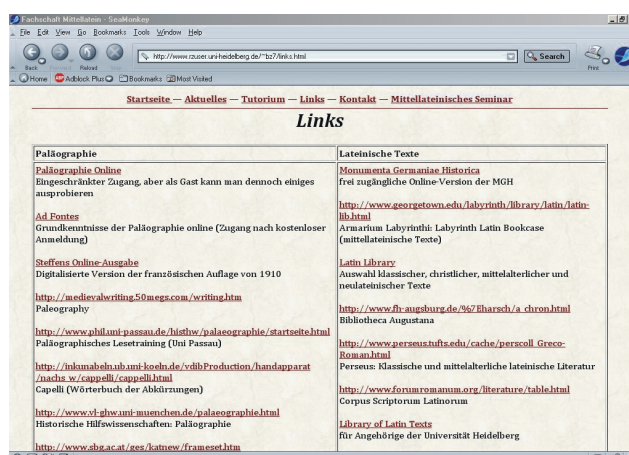 Fachschaft Mittellatein - SeaMonkey
File Edit View Go Bookmarks Tools Window Help
Back Reload Stop http://www.rzuser.uni-heidelberg.de/~bz7/links.html Search Print
Home Adblock Plus Bookmarks Most Visited
Startseite — Aktuelles — Tutorium — Links — Kontakt — Mittellateinisches Seminar
Links
Paläographie
Paläographie Online
Eingeschränkter Zugang, aber als Gast kann man dennoch einiges
ausprobieren
Ad Fontes
Grundkenntnisse der Paläographie online (Zugang nach kostenloser
Anmeldung)
Steffens Online-Ausgabe
Digitalisierte Version der französischen Auflage von 1910
http://medievalwriting.50megs.com/writing.htm
Paleography
http://www.phil.uni-passau.de/histhw/palaeographie/startseite.html
Paläographisches Lesetraining (Uni Passau)
http://inkunabeln.ub.uni-koeln.de/vdibProduction/handapparat
/nachs_w/cappelli/cappelli.html
Capelli (Wörterbuch der Abkürzungen)
http://www.vl-ghw.uni-muenchen.de/palaeographie.html
Historische Hilfswissenschaften: Paläographie
http://www.sbg.ac.at/ges/katnew/frameset.htm
Lateinische Texte
Monumenta Germaniae Historica
frei zugängliche Online-Version der MGH
http://www.georgetown.edu/labyrinth/library/latin/latin-
lib.html
Armarium Labyrinthi: Labyrinth Latin Bookcase
(mittellateinische Texte)
Latin Library
Auswahl klassischer, christlicher, mittelalterlicher und
neulateinischer Texte
http://www.fh-augsburg.de/%7Eharsch/a_chron.html
Bibliotheca Augustana
http://www.perseus.tufts.edu/cache/perscoll_Greco-
Roman.html
Perseus: Klassische und mittelalterliche lateinische Literatur
http://www.forumromanum.org/literature/table.html
Corpus Scriptorum Latinorum
Library of Latin Texts
für Angehörige der Universität Heidelberg